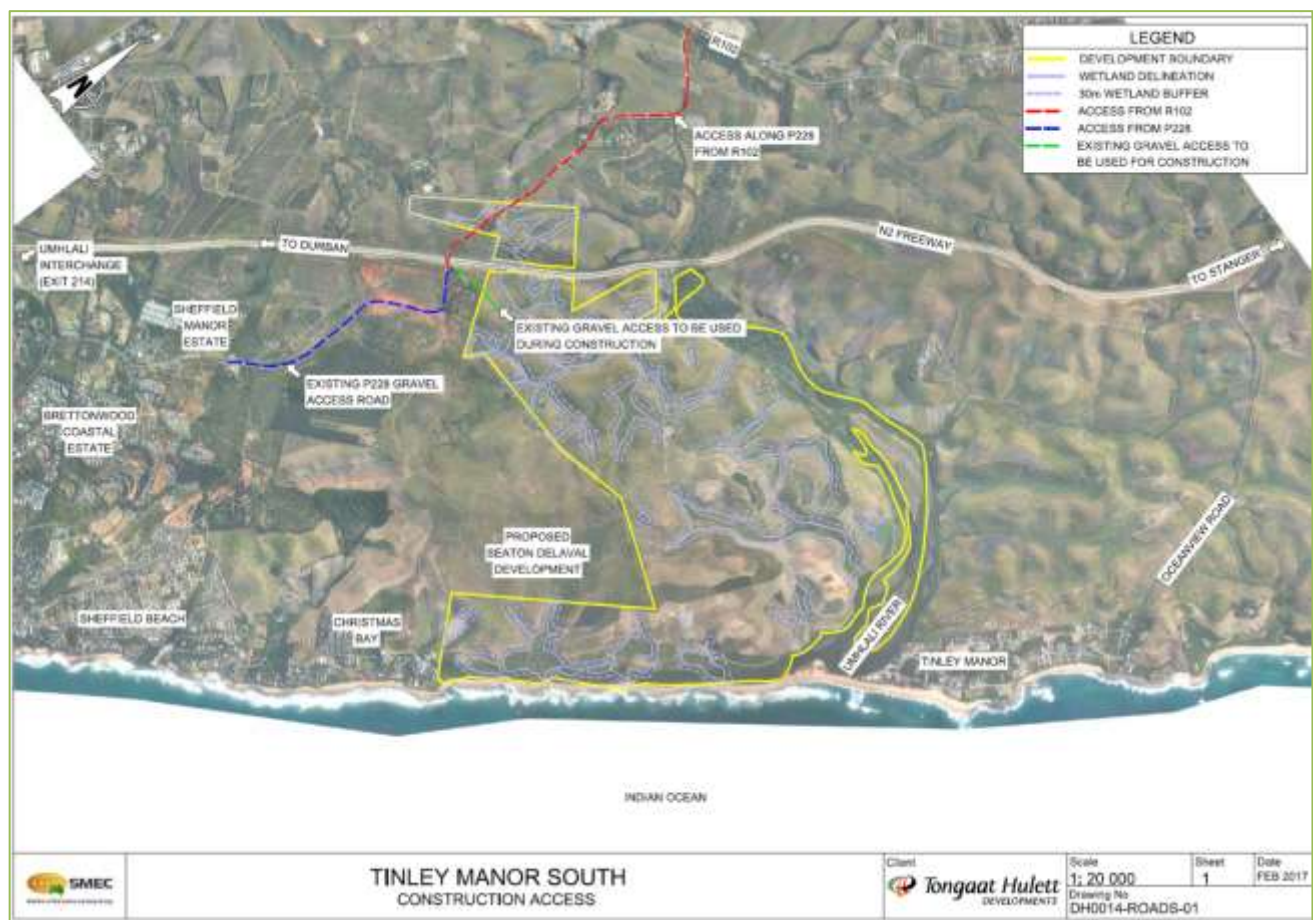 R102
LEGEND
DEVELOPMENT BOUNDARY
WETLAND DELINEATION
30m WETLAND BUFFER
ACCESS FROM R102
ACCESS FROM P228
EXISTING GRAVEL ACCESS TO
BE USED FOR CONSTRUCTION
N
ACCESS ALONG P228
FROM R102
UMHLALI
INTERCHANGE
(EXIT 214)
TO DURBAN
N2 FREEWAY
TO STANGER
SHEFFIELD
MANOR
ESTATE
EXISTING GRAVEL ACCESS TO BE USED
DURING CONSTRUCTION
EXISTING P228 GRAVEL
ACCESS ROAD
BRETTONWOOD
COASTAL
ESTATE
PROPOSED
SEATON DELAVAL
DEVELOPMENT
OCEANVIEW ROAD
SHEFFIELD BEACH
CHRISTMAS
BAY
UMHLALI RIVER
TINLEY MANOR
INDIAN OCEAN
SMEC
TINLEY MANOR SOUTH
CONSTRUCTION ACCESS
Client
Tongaat Hulett
DEVELOPMENTS
Scale
1: 20 000
Sheet
1
Date
FEB 2017
Drawing No
DH0014-ROADS-01